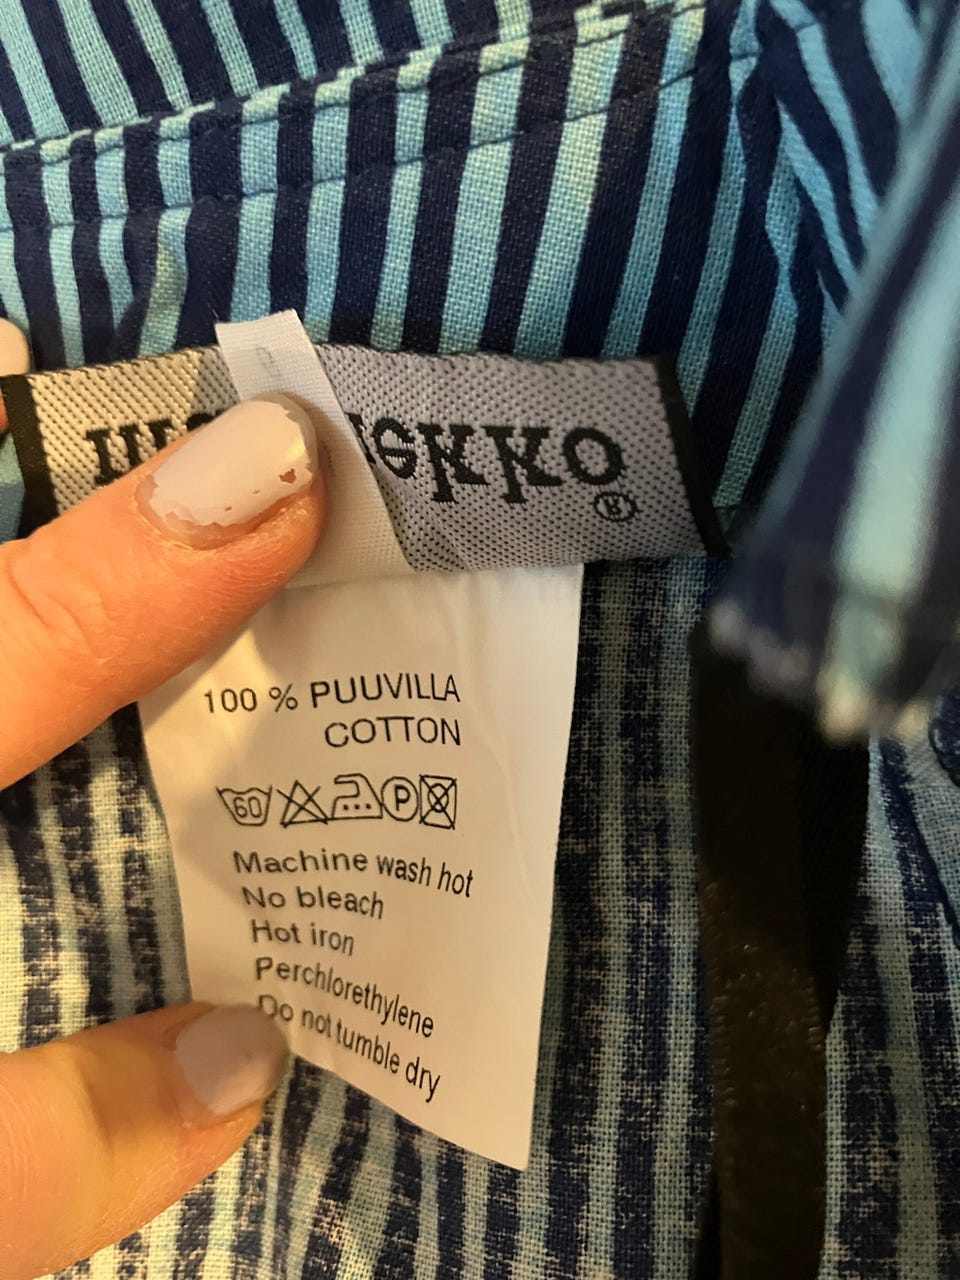 100 % PUUVILLA
COTTON
60 P
Machine wash hot
No bleach
Hot iron
Perchlorethylene
Do not tumble dry